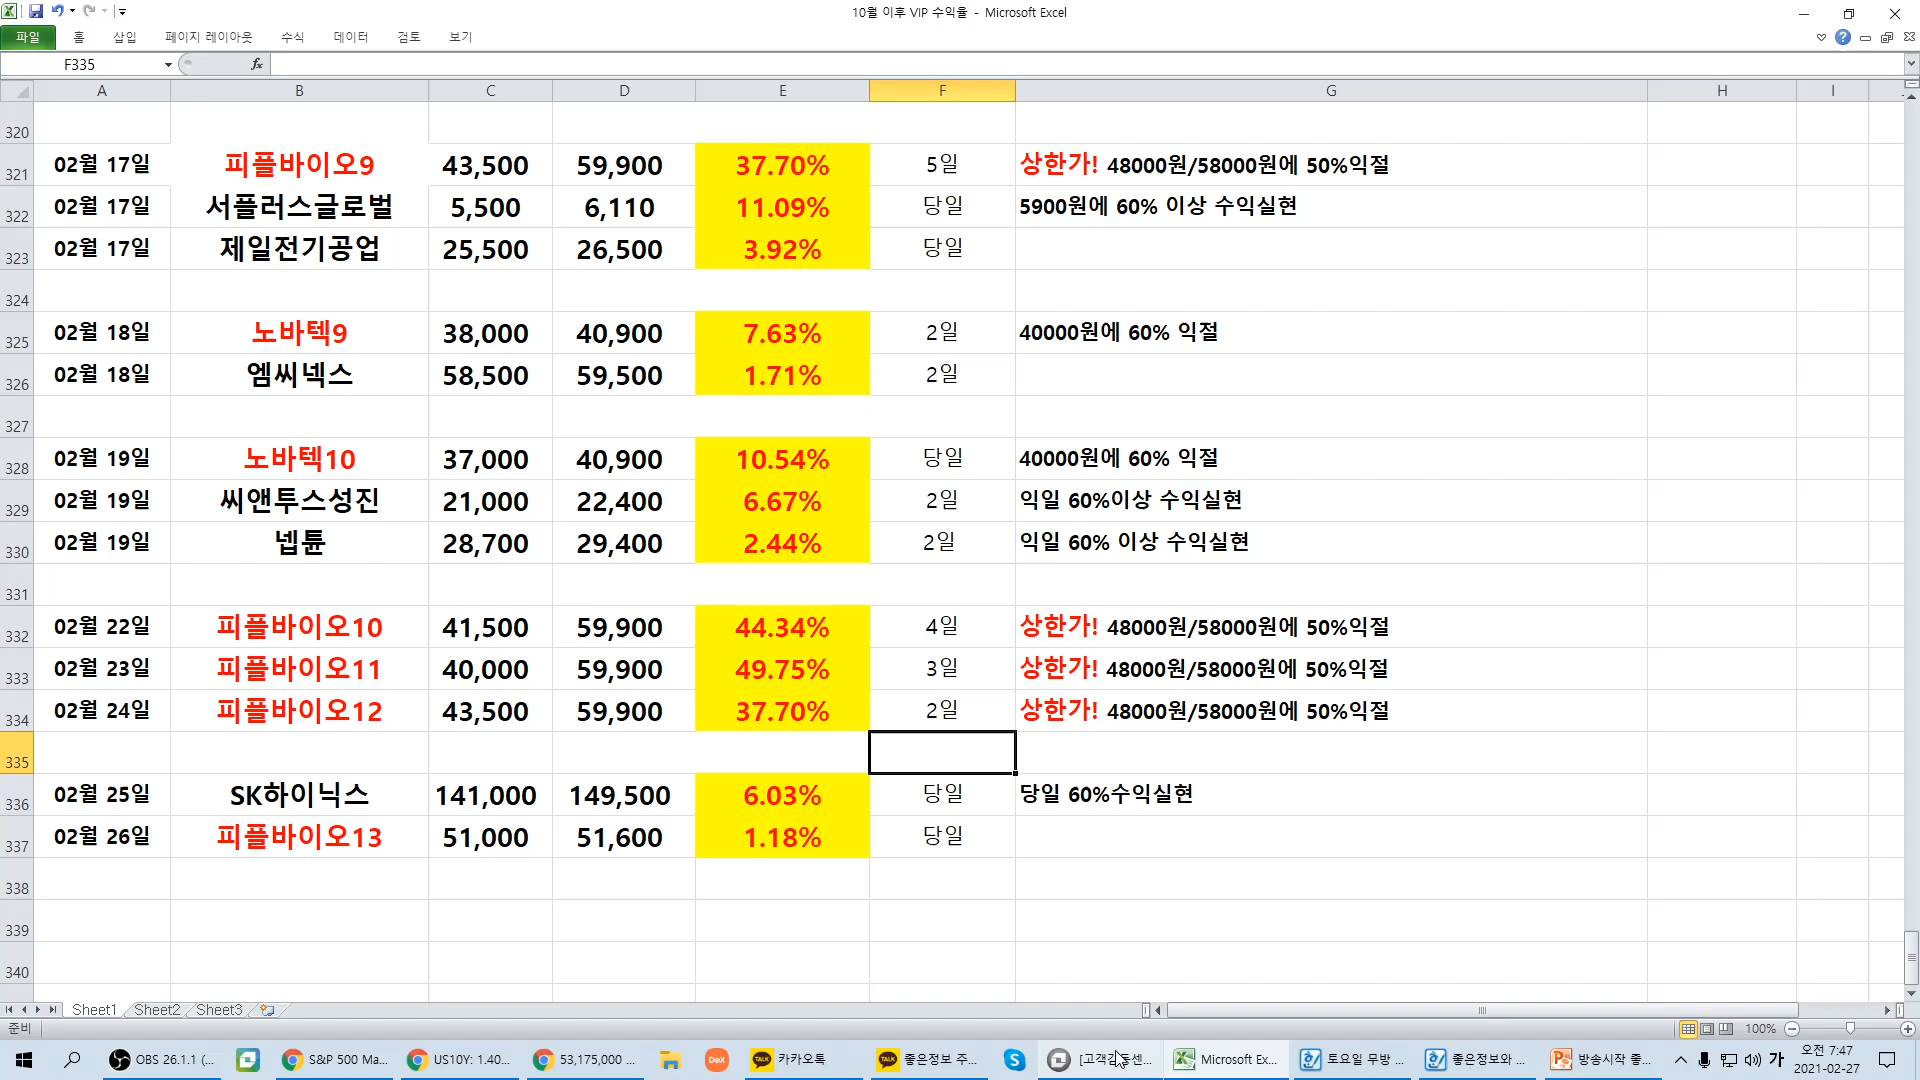 10월 이후 VIP 수익율 - Microsoft Excel
파일 홈 삽입 페이지 레이아웃 수식 데이터 검토 보기
F335 fx
A B C D E F G H I
320
321 02월 17일 피플바이오9 43,500 59,900 37.70% 5일 상한가! 48000원/58000원에 50%익절
322 02월 17일 서플러스글로벌 5,500 6,110 11.09% 당일 5900원에 60% 이상 수익실현
323 02월 17일 제일전기공업 25,500 26,500 3.92% 당일
324
325 02월 18일 노바텍9 38,000 40,900 7.63% 2일 40000원에 60% 익절
326 02월 18일 엠씨넥스 58,500 59,500 1.71% 2일
327
328 02월 19일 노바텍10 37,000 40,900 10.54% 당일 40000원에 60% 익절
329 02월 19일 씨앤투스성진 21,000 22,400 6.67% 2일 익일 60%이상 수익실현
330 02월 19일 넵튠 28,700 29,400 2.44% 2일 익일 60% 이상 수익실현
331
332 02월 22일 피플바이오10 41,500 59,900 44.34% 4일 상한가! 48000원/58000원에 50%익절
333 02월 23일 피플바이오11 40,000 59,900 49.75% 3일 상한가! 48000원/58000원에 50%익절
334 02월 24일 피플바이오12 43,500 59,900 37.70% 2일 상한가! 48000원/58000원에 50%익절
335
336 02월 25일 SK하이닉스 141,000 149,500 6.03% 당일 당일 60%수익실현
337 02월 26일 피플바이오13 51,000 51,600 1.18% 당일
338
339
340
Sheet1 Sheet2 Sheet3
준비 100%
OBS 26.1.1 (... S&P 500 Ma... US10Y: 1.40... 53,175,000 ... DeX TALK 카카오톡 TALK 좋은정보 주... Microsoft Ex... 토요일 무방 ... 좋은정보와 ... 방송시작 좋... 가 오전 7:47
2021-02-27